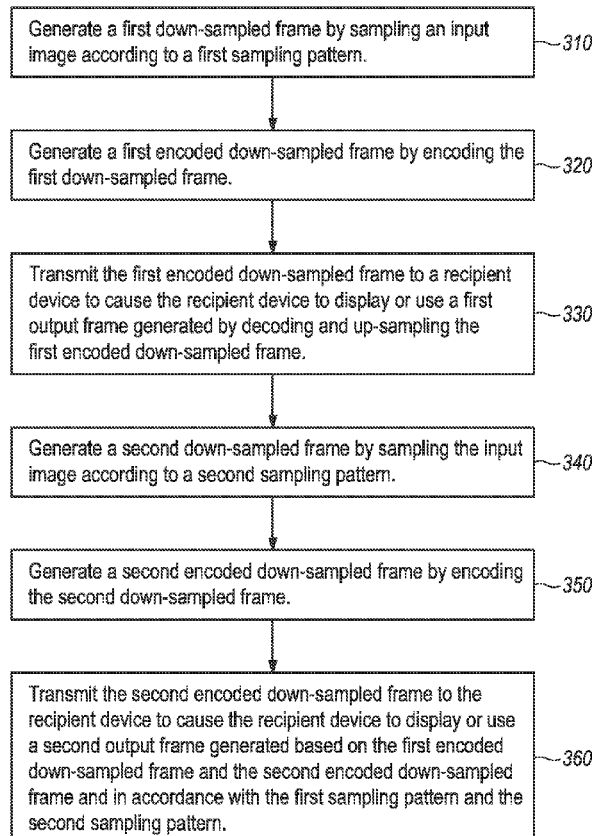 Generate a first down-sampled frame by sampling an input
image according to a first sampling pattern.
310
Generate a first encoded down-sampled frame by encoding the
first down-sampled frame.
320
Transmit the first encoded down-sampled frame to a recipient
device to cause the recipient device to display or use a first
output frame generated by decoding and up-sampling the
first encoded down-sampled frame.
330
Generate a second down-sampled frame by sampling the input
image according to a second sampling pattern.
340
Generate a second encoded down-sampled frame by encoding
the second down-sampled frame.
350
Transmit the second encoded down-sampled frame to the
recipient device to cause the recipient device to display or use
a second output frame generated based on the first encoded
down-sampled frame and the second encoded down-sampled
frame and in accordance with the first sampling pattern and the
second sampling pattern.
360